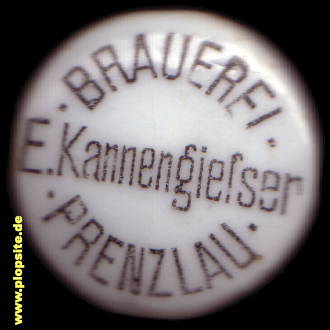 · BRAUEREI ·
E. Kannengieſser
· PRENZLAU ·
www.plopsite.de